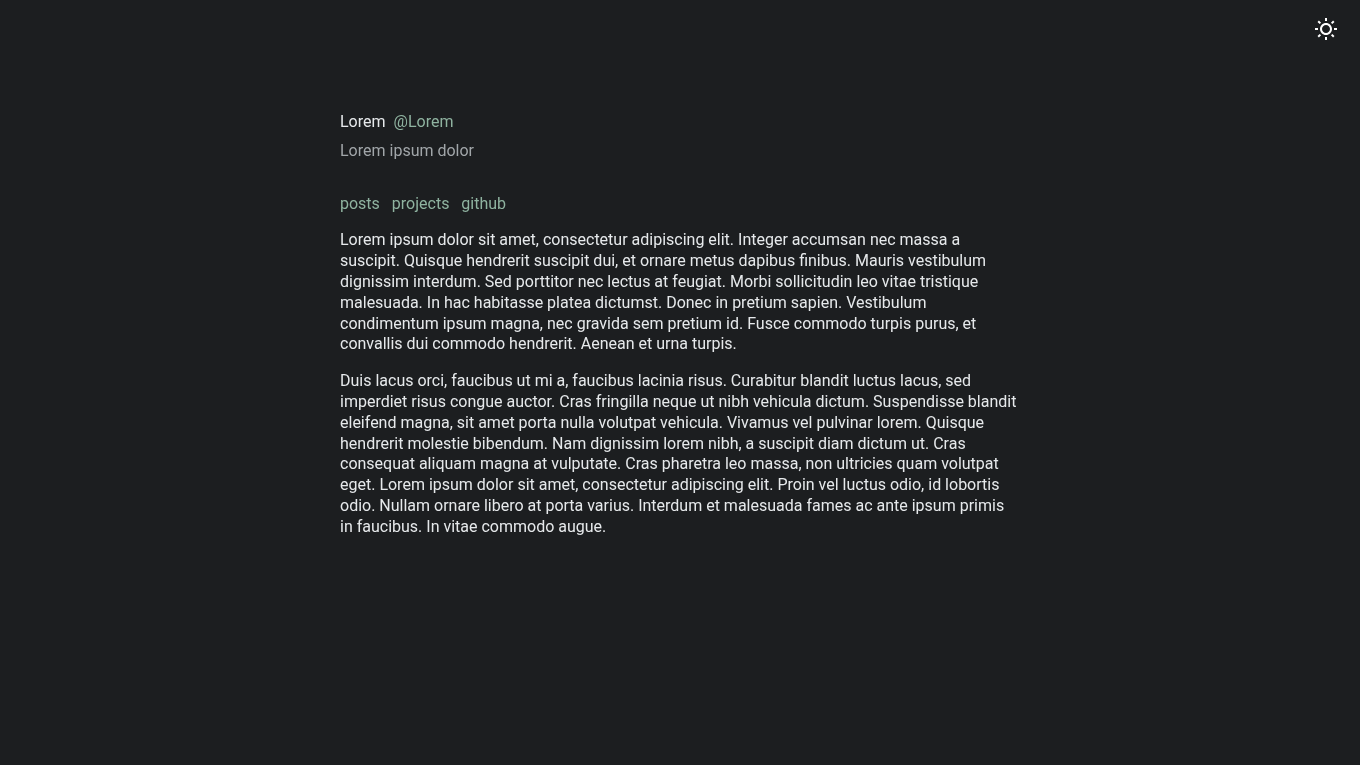 Lorem @Lorem
Lorem ipsum dolor
posts projects github
Lorem ipsum dolor sit amet, consectetur adipiscing elit. Integer accumsan nec massa a
suscipit. Quisque hendrerit suscipit dui, et ornare metus dapibus finibus. Mauris vestibulum
dignissim interdum. Sed porttitor nec lectus at feugiat. Morbi sollicitudin leo vitae tristique
malesuada. In hac habitasse platea dictumst. Donec in pretium sapien. Vestibulum
condimentum ipsum magna, nec gravida sem pretium id. Fusce commodo turpis purus, et
convallis dui commodo hendrerit. Aenean et urna turpis.
Duis lacus orci, faucibus ut mi a, faucibus lacinia risus. Curabitur blandit luctus lacus, sed
imperdiet risus congue auctor. Cras fringilla neque ut nibh vehicula dictum. Suspendisse blandit
eleifend magna, sit amet porta nulla volutpat vehicula. Vivamus vel pulvinar lorem. Quisque
hendrerit molestie bibendum. Nam dignissim lorem nibh, a suscipit diam dictum ut. Cras
consequat aliquam magna at vulputate. Cras pharetra leo massa, non ultricies quam volutpat
eget. Lorem ipsum dolor sit amet, consectetur adipiscing elit. Proin vel luctus odio, id lobortis
odio. Nullam ornare libero at porta varius. Interdum et malesuada fames ac ante ipsum primis
in faucibus. In vitae commodo augue.